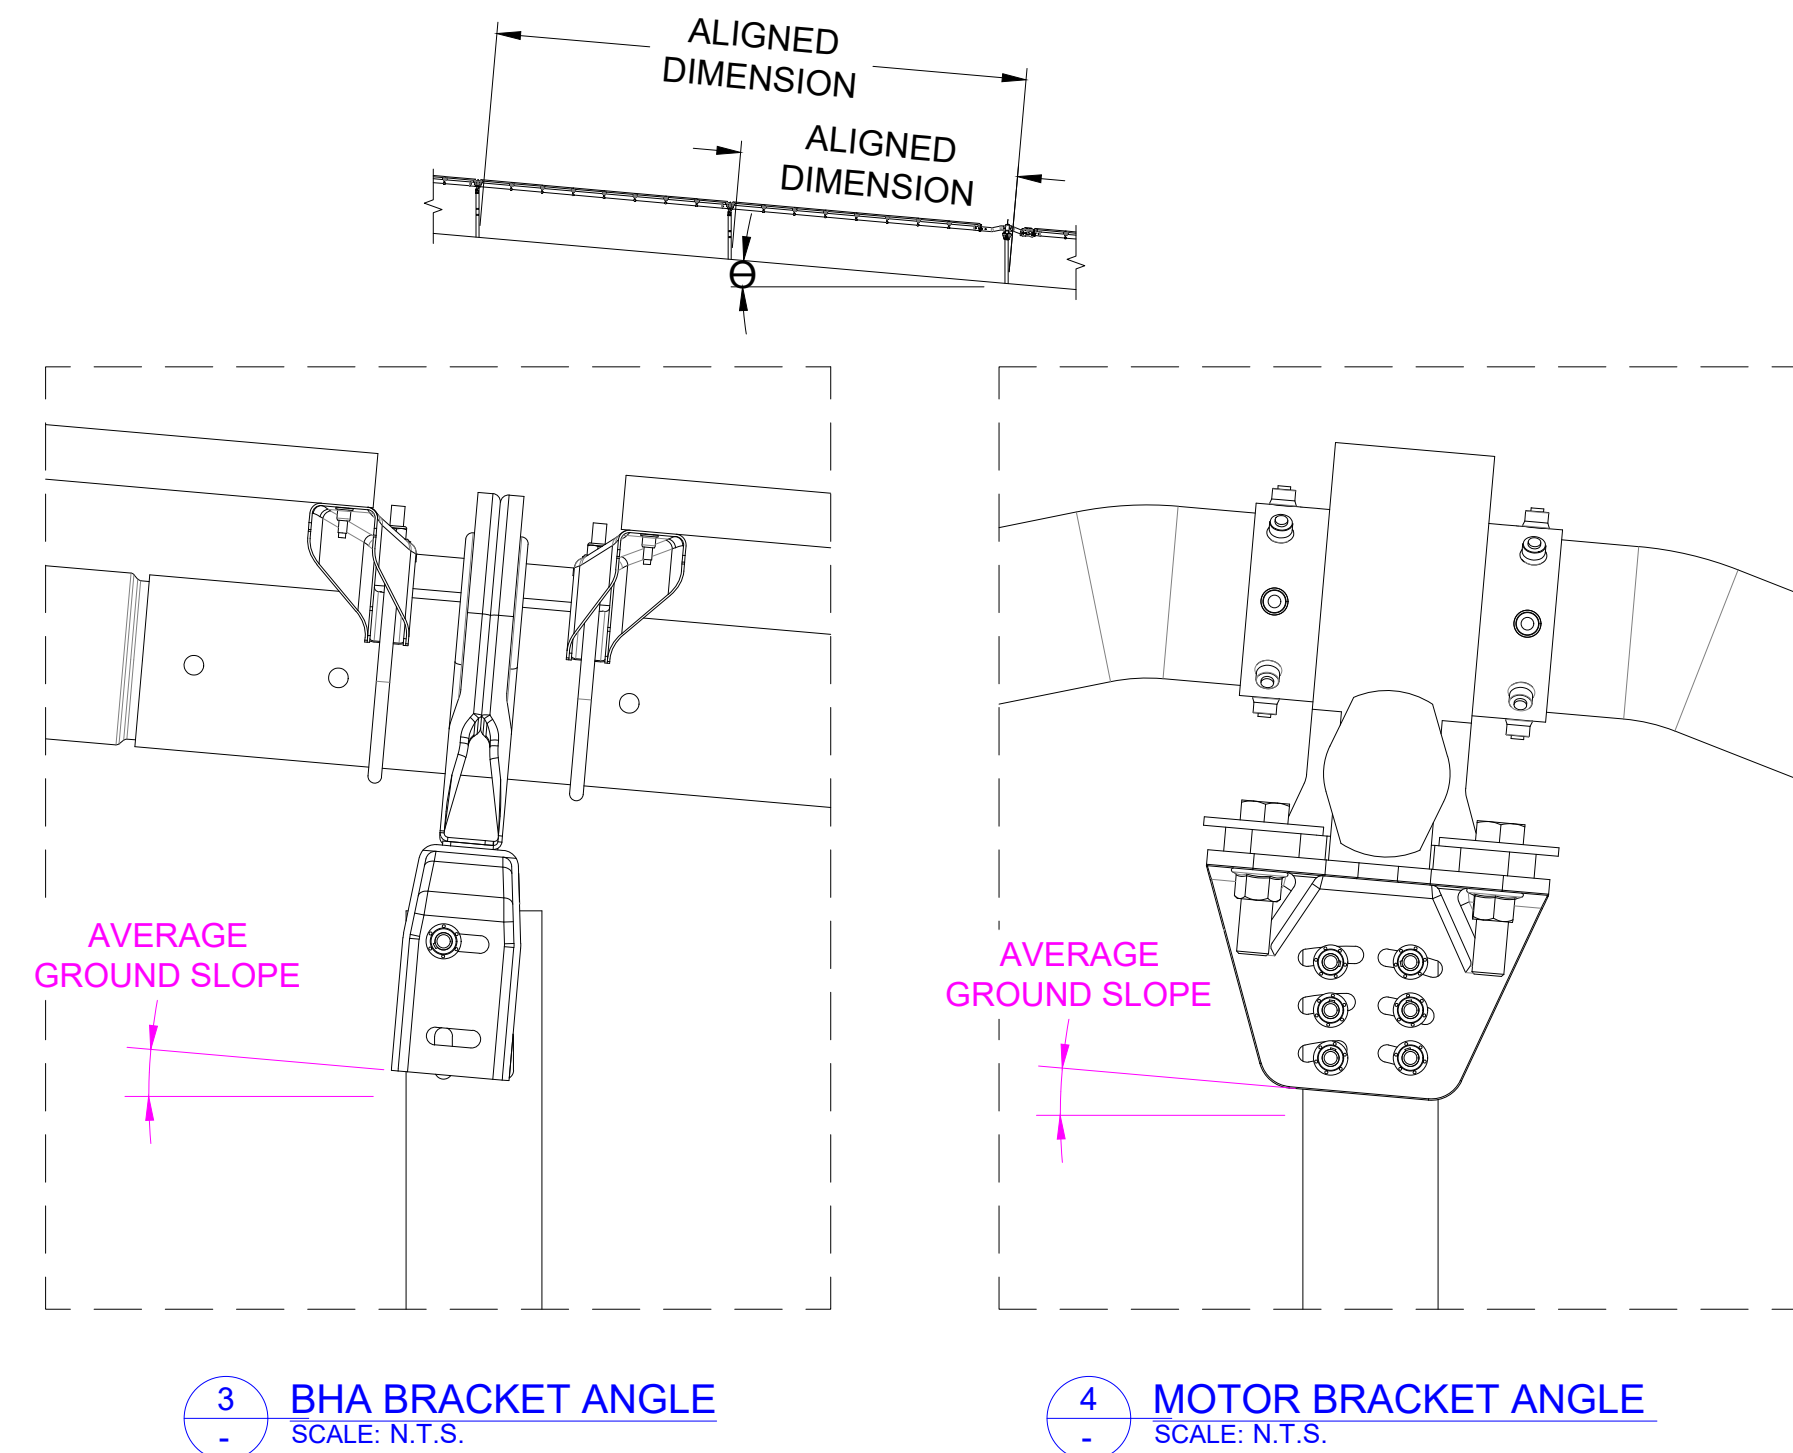 ALIGNED
DIMENSION
ALIGNED
DIMENSION
Θ
AVERAGE
GROUND SLOPE
AVERAGE
GROUND SLOPE
3
-
BHA BRACKET ANGLE
SCALE: N.T.S.
4
-
MOTOR BRACKET ANGLE
SCALE: N.T.S.